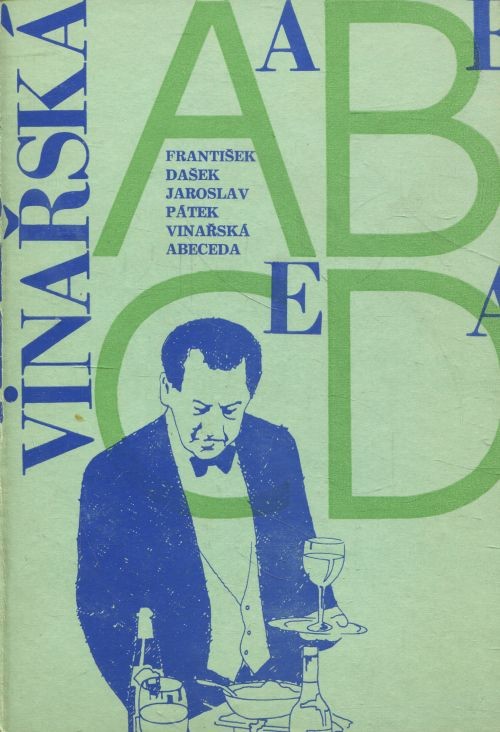 VINAŘSKÁ
A A B E
FRANTIŠEK
DAŠEK
JAROSLAV
PÁTEK
VINAŘSKÁ
ABECEDA
C E D A